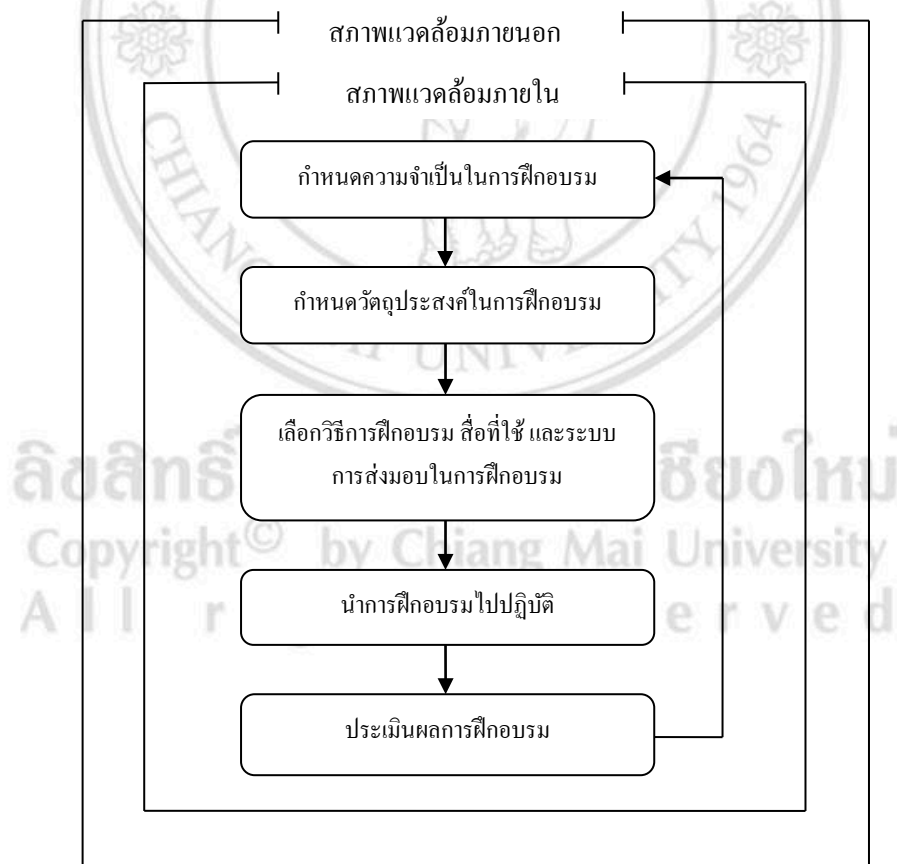 สภาพแวดล้อมภายนอก
สภาพแวดล้อมภายใน
กำหนดความจำเป็นในการฝึกอบรม
กำหนดวัตถุประสงค์ในการฝึกอบรม
เลือกวิธีการฝึกอบรม สื่อที่ใช้ และระบบ
การส่งมอบในการฝึกอบรม
นำการฝึกอบรมไปปฏิบัติ
ประเมินผลการฝึกอบรม
CHIANG MAI UNIVERSITY 1964
ลิขสิทธิ์ เชียงใหม่
Copyright© by Chiang Mai University
All r e r v e d